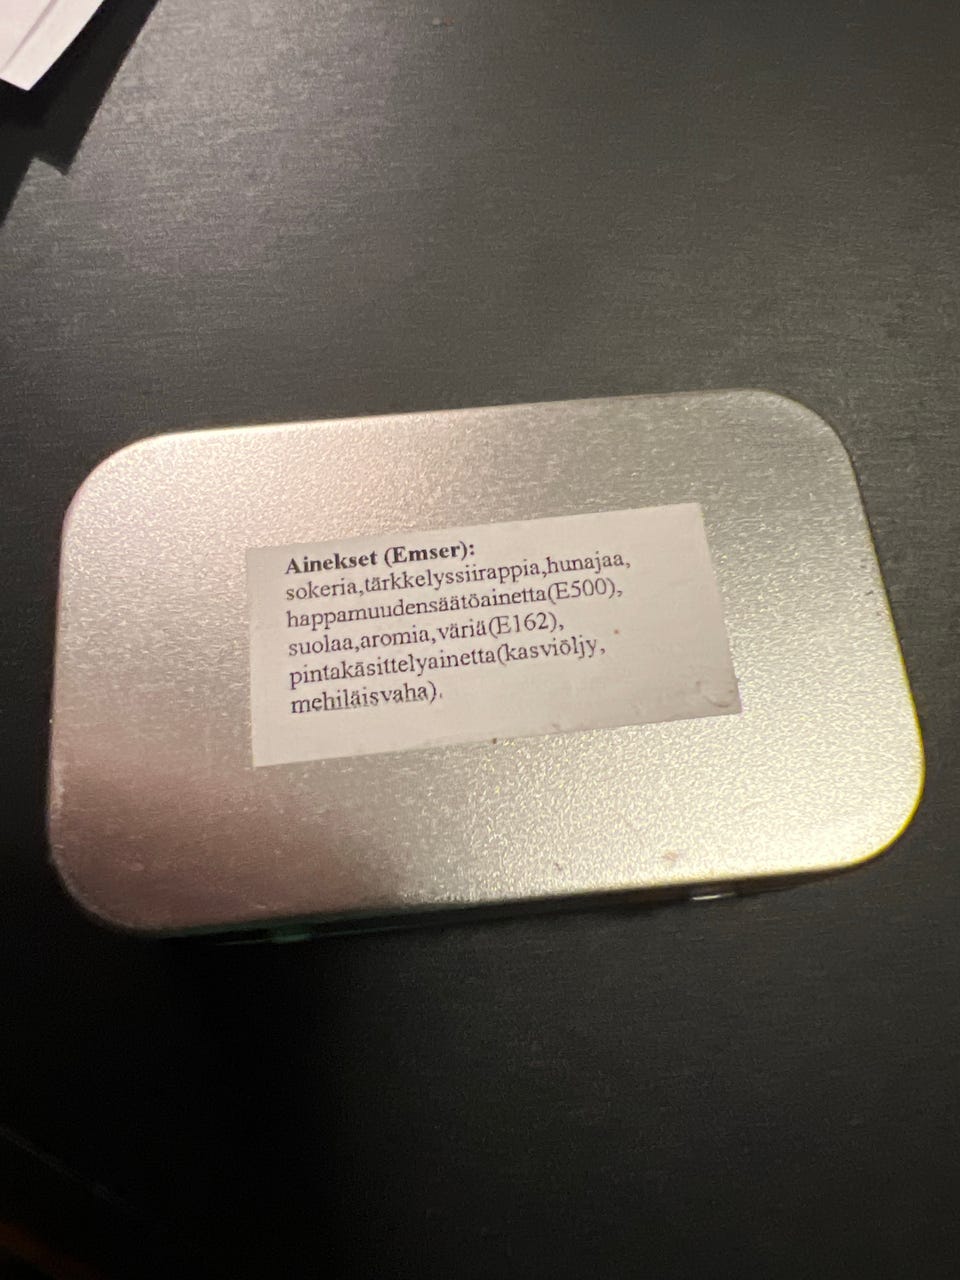 Ainekset (Emser):
sokeria,tärkkelyssiirappia,hunajaa,
happamuudensäätöainetta(E500),
suolaa,aromia,väriä(E162),
pintakäsittelyainetta(kasviöljy,
mehiläisvaha).